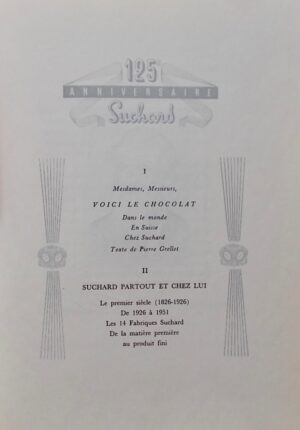 125
ANNIVERSAIRE
Suchard
I
Mesdames, Messieurs,
VOICI LE CHOCOLAT
Dans le monde
En Suisse
Chez Suchard
Texte de Pierre Grellet
II
SUCHARD PARTOUT ET CHEZ LUI
Le premier siècle (1826-1926)
De 1926 à 1951
Les 14 Fabriques Suchard
De la matière première
au produit fini